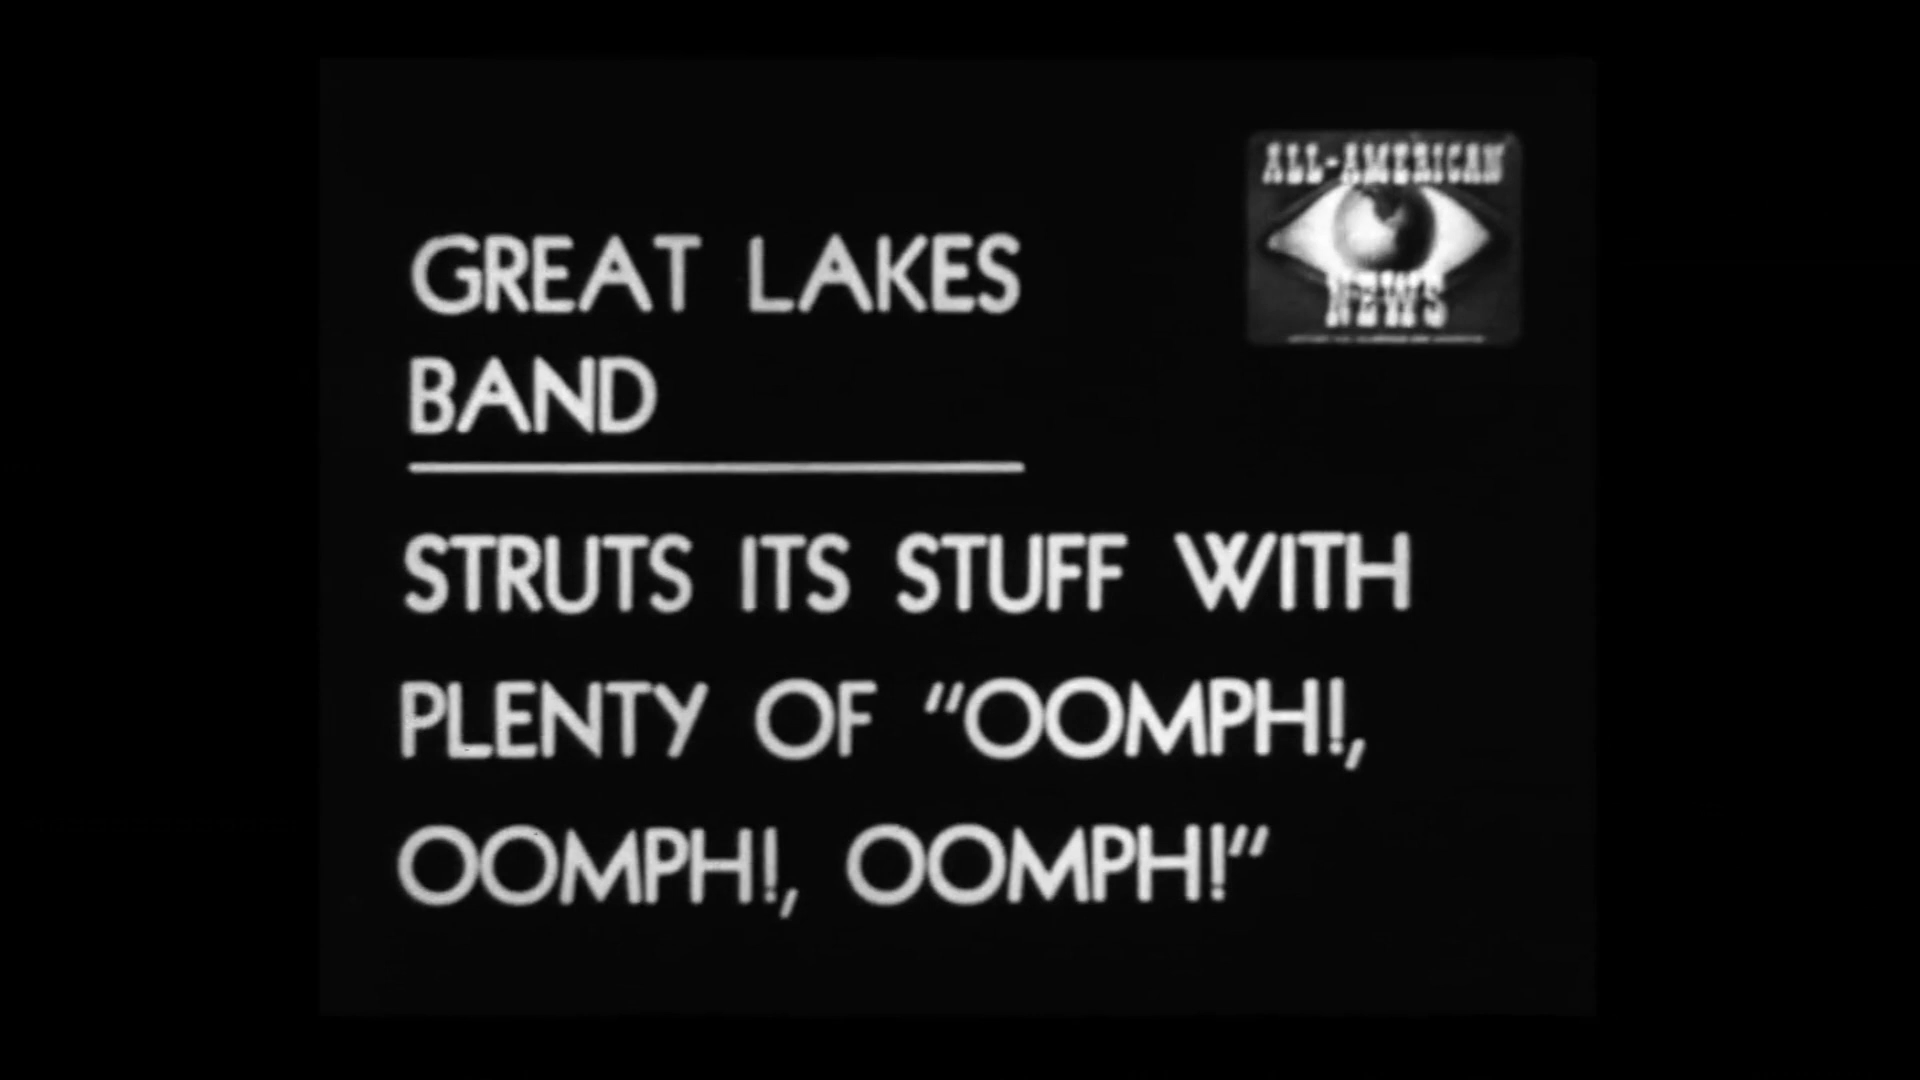 ALL-AMERICAN
NEWS
GREAT LAKES
BAND
STRUTS ITS STUFF WITH
PLENTY OF "OOMPH!,
OOMPH!, OOMPH!"